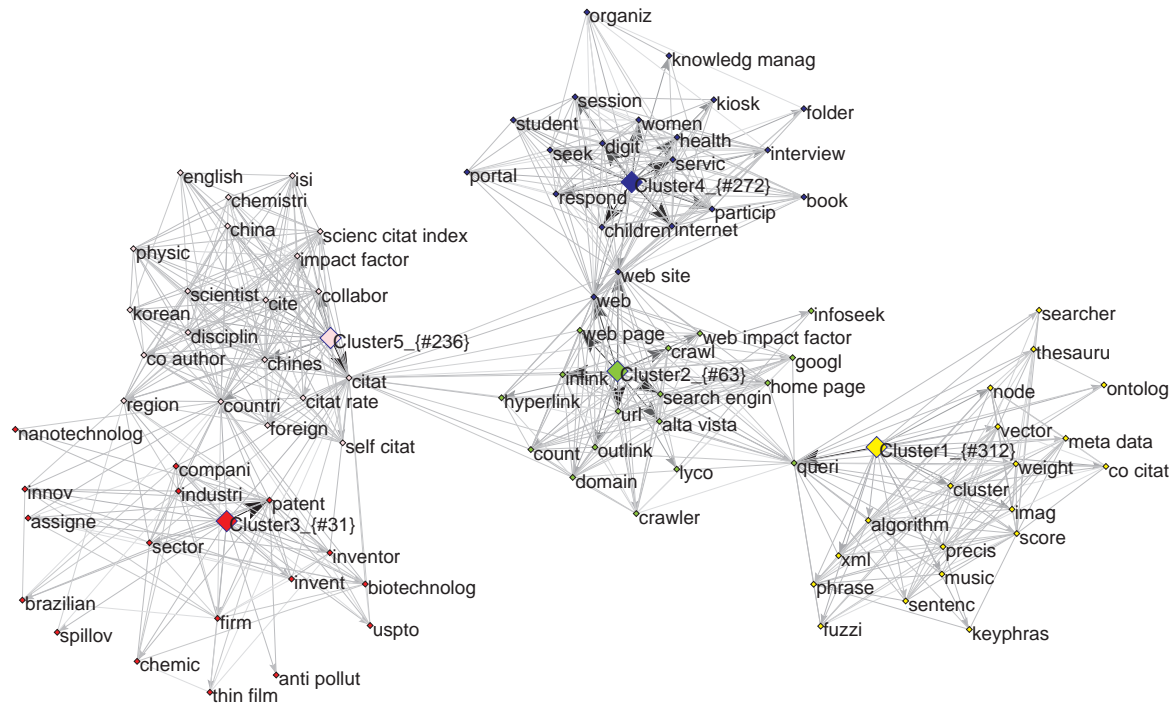 organiz
knowledg manag
session
kiosk
folder
student
women
digit
health
seek
servic
interview
portal
Cluster4_{#272}
respond
book
particip
children
internet
english
isi
chemistri
china
scienc citat index
physic
impact factor
web site
scientist
cite
collabor
web
korean
disciplin
Cluster5_{#236}
co author
chines
citat
region
countri
citat rate
foreign
self citat
infoseek
web page
web impact factor
crawl
googl
inlink
Cluster2_{#63}
home page
hyperlink
search engin
url
alta vista
count
outlink
lyco
domain
crawler
searcher
thesauru
ontolog
node
vector
meta data
Cluster1_{#312}
queri
weight
co citat
cluster
imag
algorithm
score
xml
precis
phrase
music
sentenc
fuzzi
keyphras
nanotechnolog
compani
innov
industri
patent
assigne
Cluster3_{#31}
sector
inventor
invent
biotechnolog
brazilian
firm
uspto
spillov
chemic
anti pollut
thin film